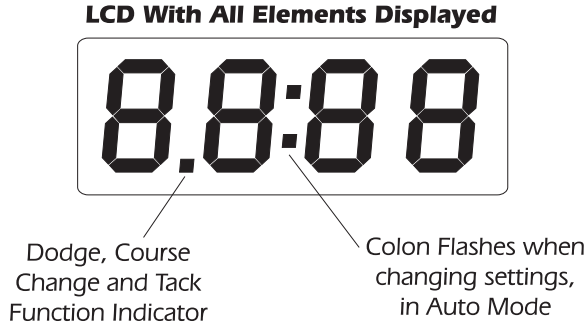 LCD With All Elements Displayed
8.8:88
Dodge, Course
Change and Tack
Function Indicator
Colon Flashes when
changing settings,
in Auto Mode